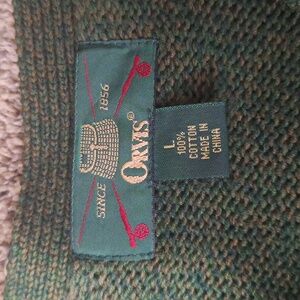 SINCE 1856
ORVIS®
L
100%
COTTON
MADE IN
CHINA